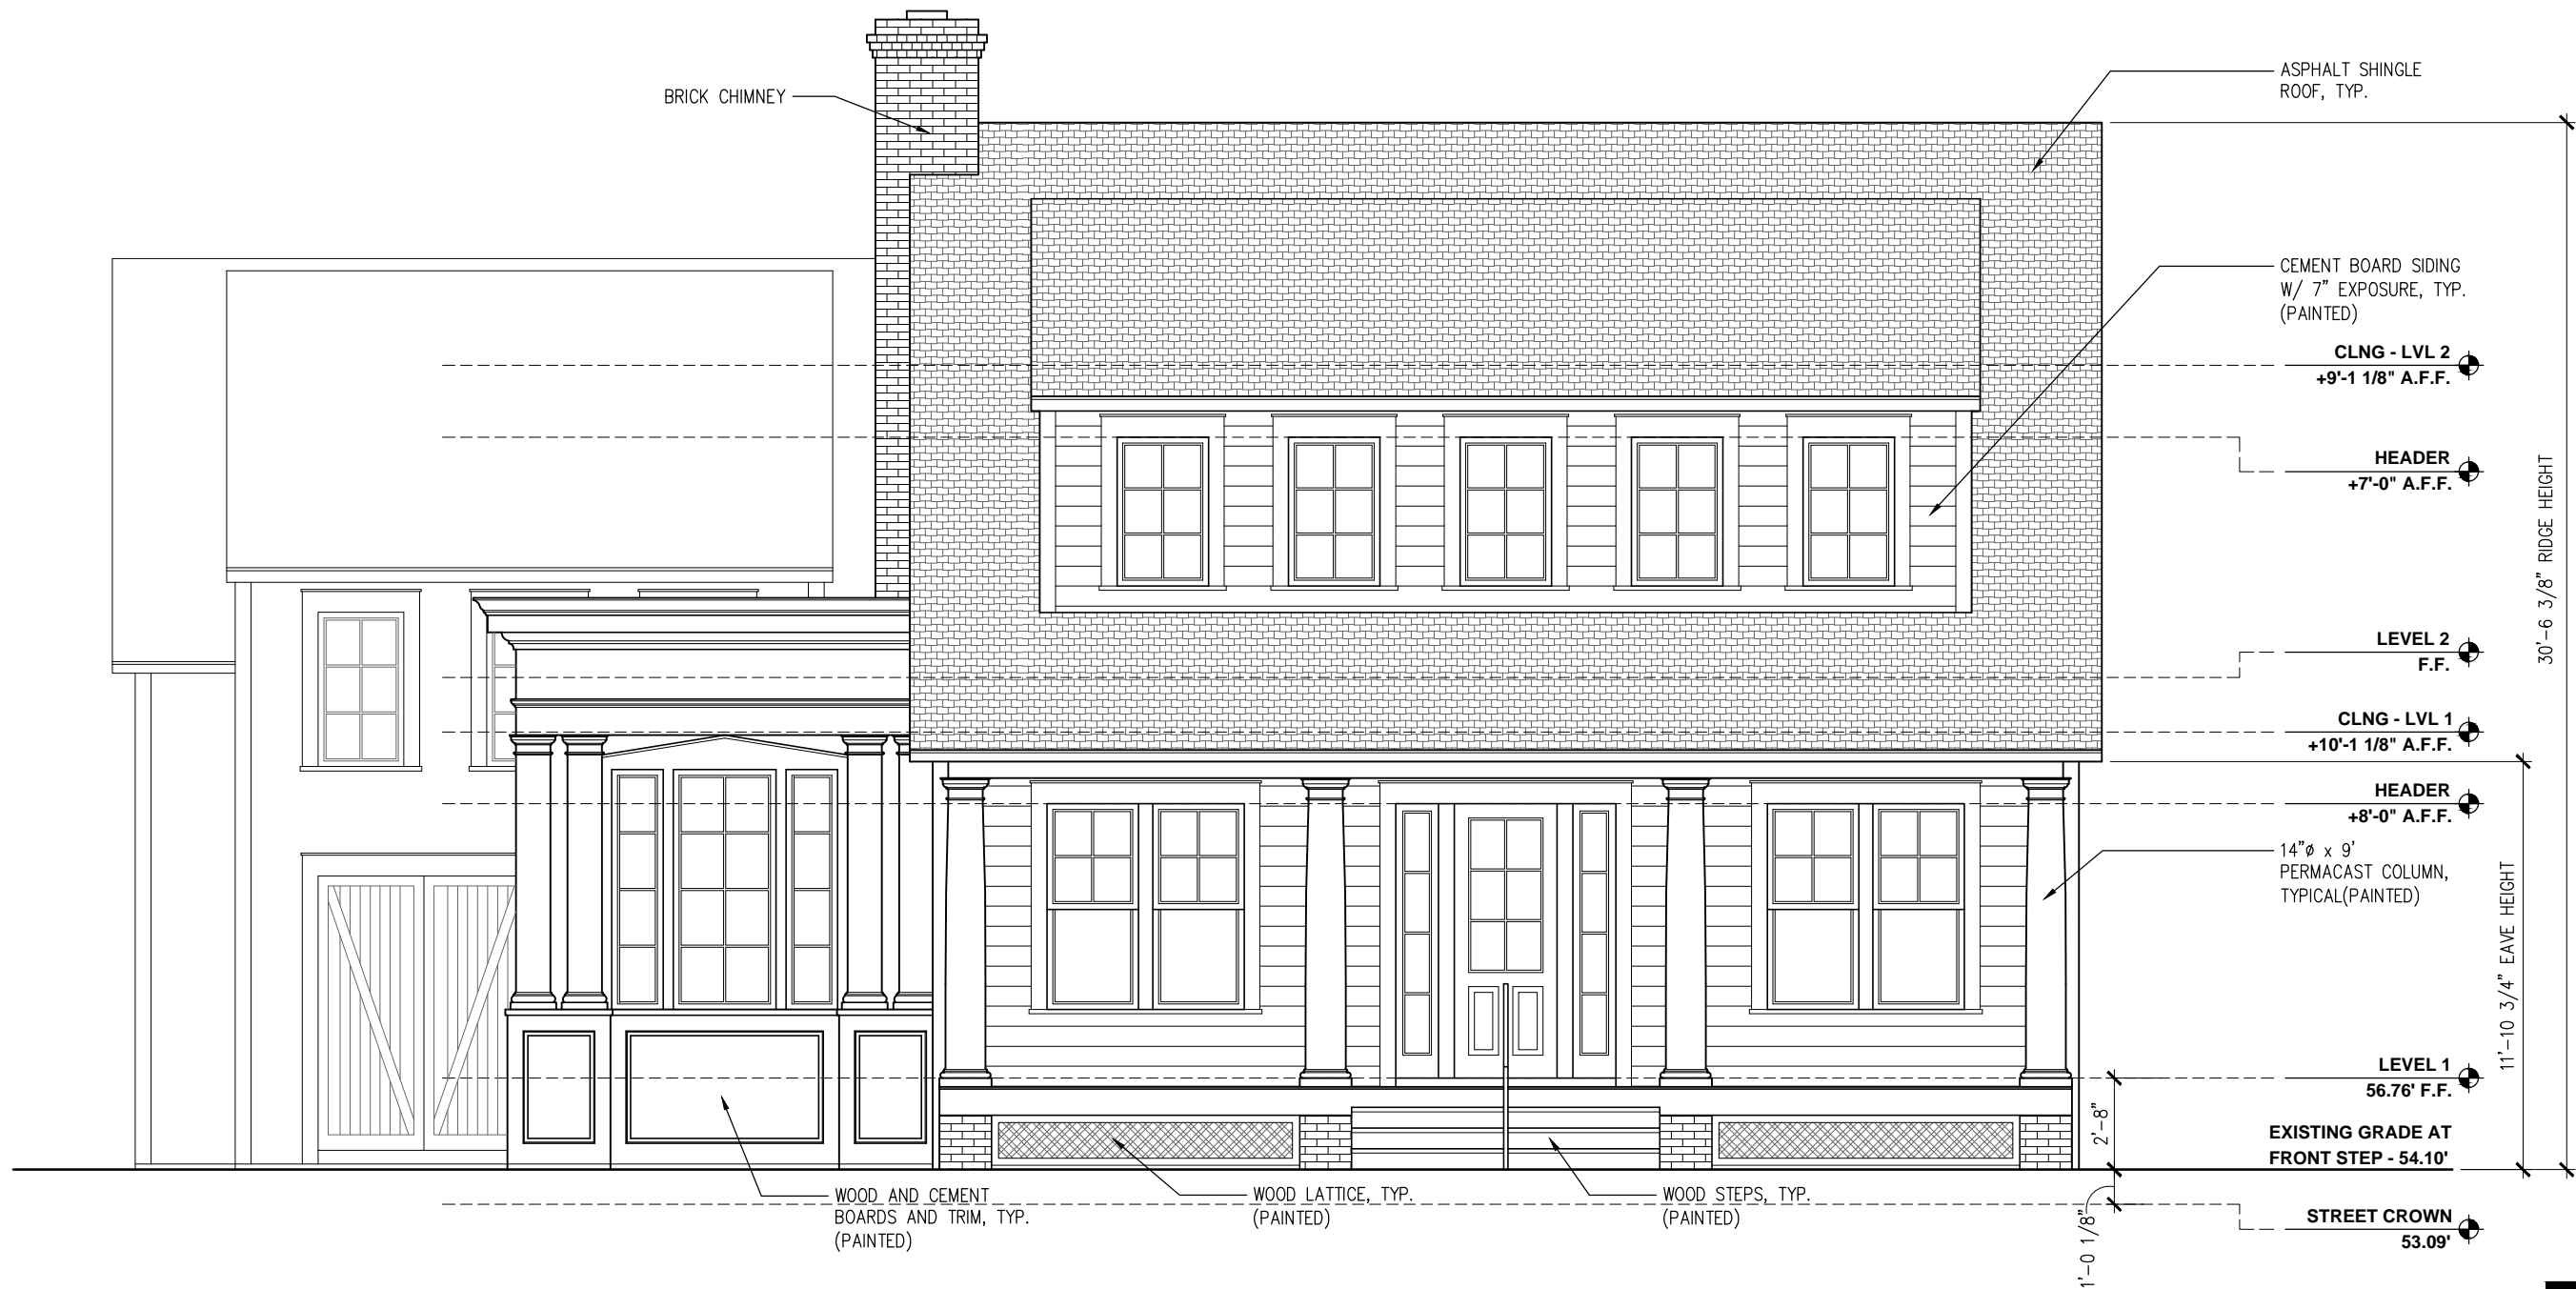 BRICK CHIMNEY
ASPHALT SHINGLE
ROOF, TYP.
CEMENT BOARD SIDING
W/ 7" EXPOSURE, TYP.
(PAINTED)
CLNG - LVL 2
+9'-1 1/8" A.F.F.
HEADER
+7'-0" A.F.F.
30'-6 3/8" RIDGE HEIGHT
LEVEL 2
F.F.
CLNG - LVL 1
+10'-1 1/8" A.F.F.
HEADER
+8'-0" A.F.F.
14"ø x 9'
PERMACAST COLUMN,
TYPICAL(PAINTED)
11'-10 3/4" EAVE HEIGHT
LEVEL 1
56.76' F.F.
2'-8"
EXISTING GRADE AT
FRONT STEP - 54.10'
WOOD AND CEMENT
BOARDS AND TRIM, TYP.
(PAINTED)
WOOD LATTICE, TYP.
(PAINTED)
WOOD STEPS, TYP.
(PAINTED)
1'-0 1/8"
STREET CROWN
53.09'